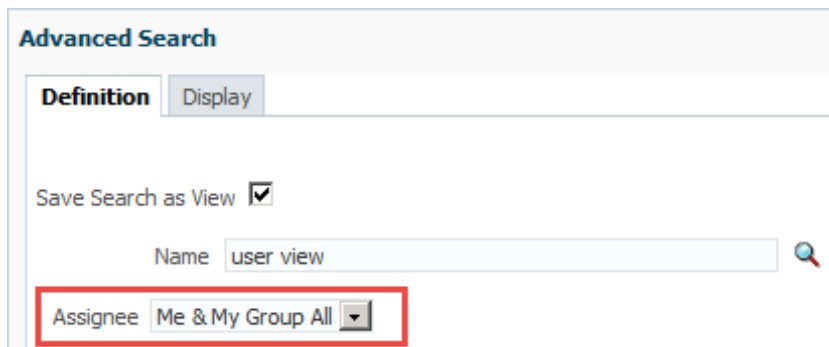 Advanced Search
Definition Display
Save Search as View
Name user view
Assignee Me & My Group All